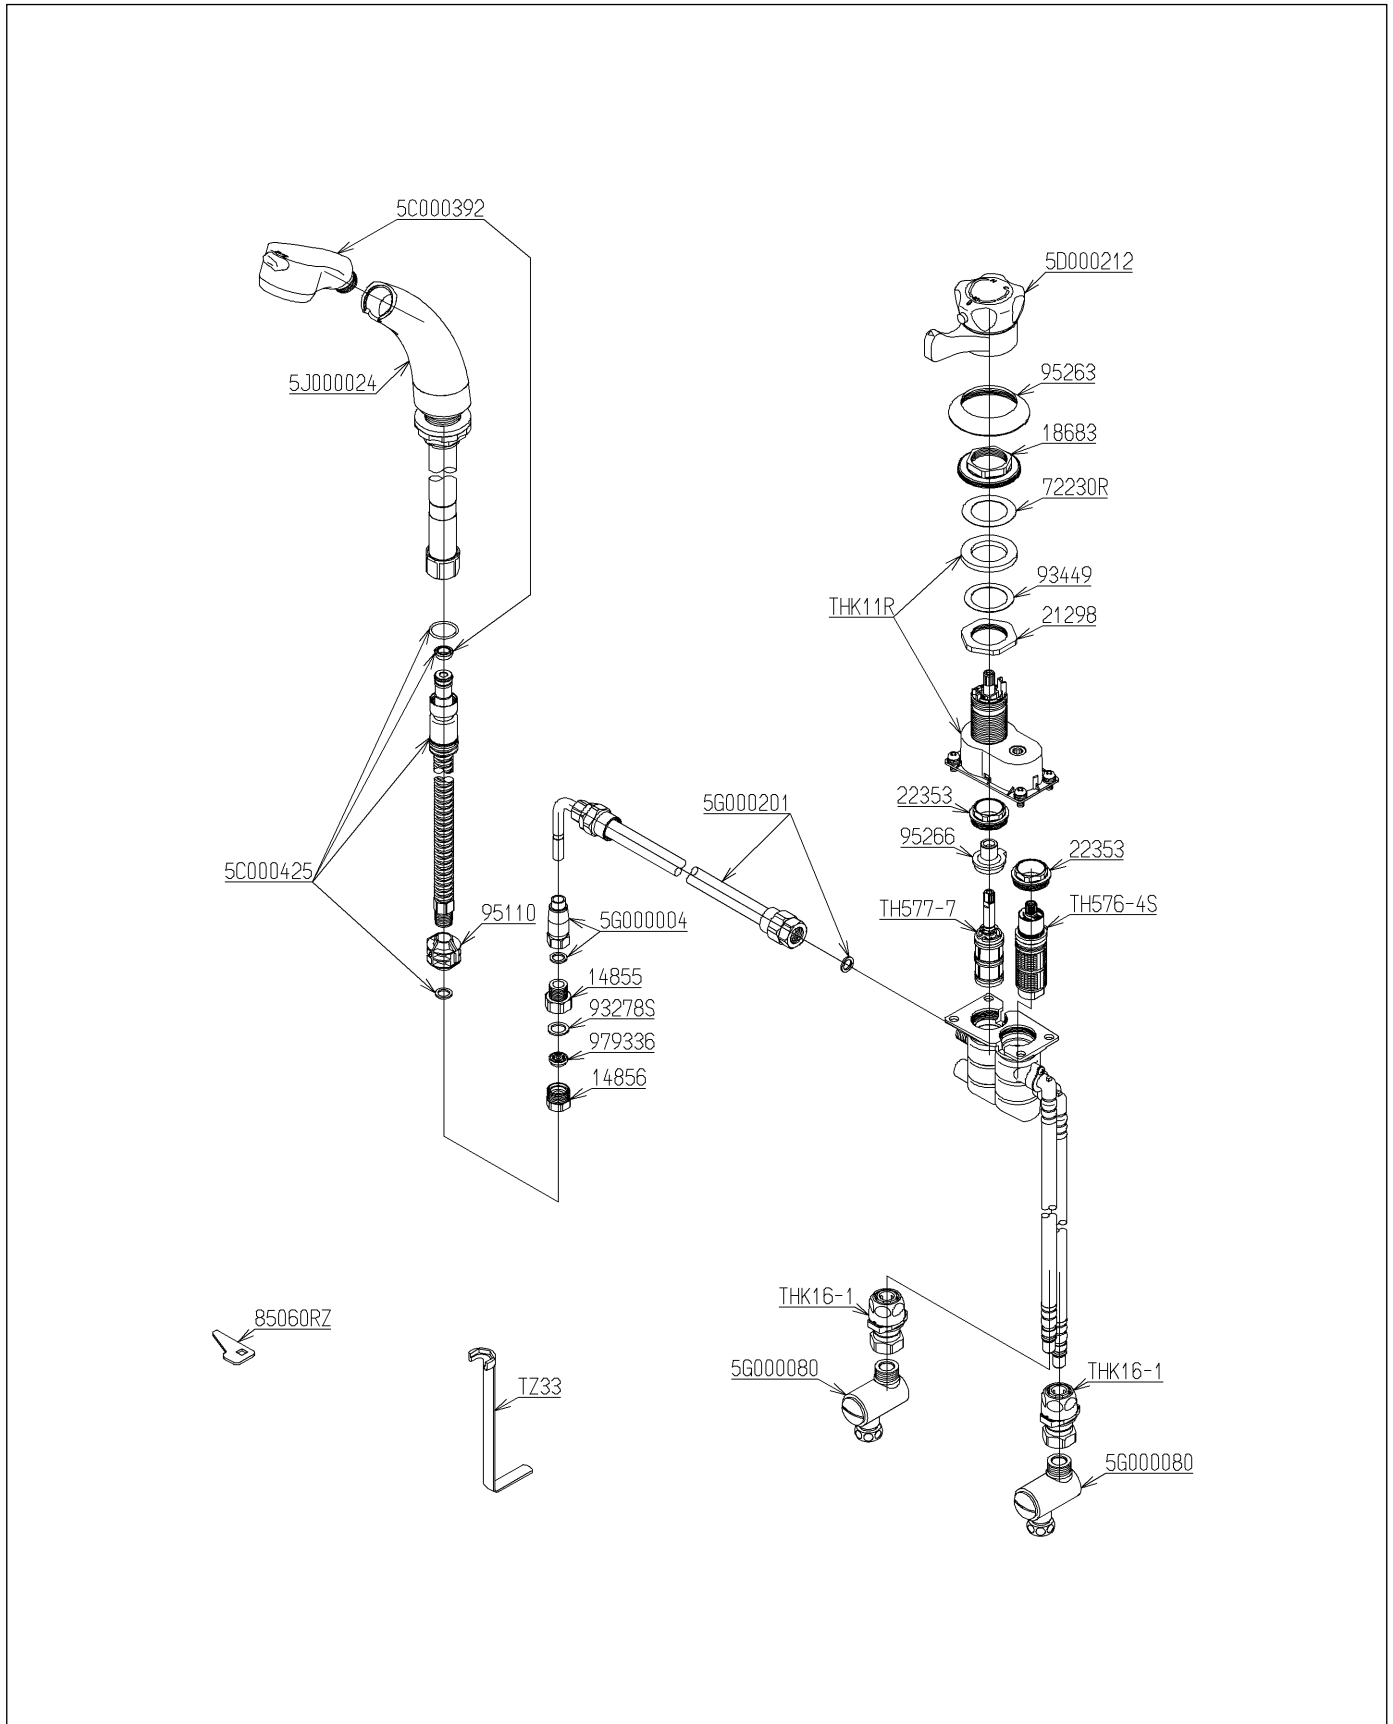 5C000392
5D000212
5J000024
95263
18683
72230R
93449
THK11R
21298
5G000201
22353
95266
22353
5C000425
95110
5G000004
TH577-7
TH576-4S
14855
93278S
979336
14856
THK16-1
85060RZ
5G000080
THK16-1
TZ33
5G000080